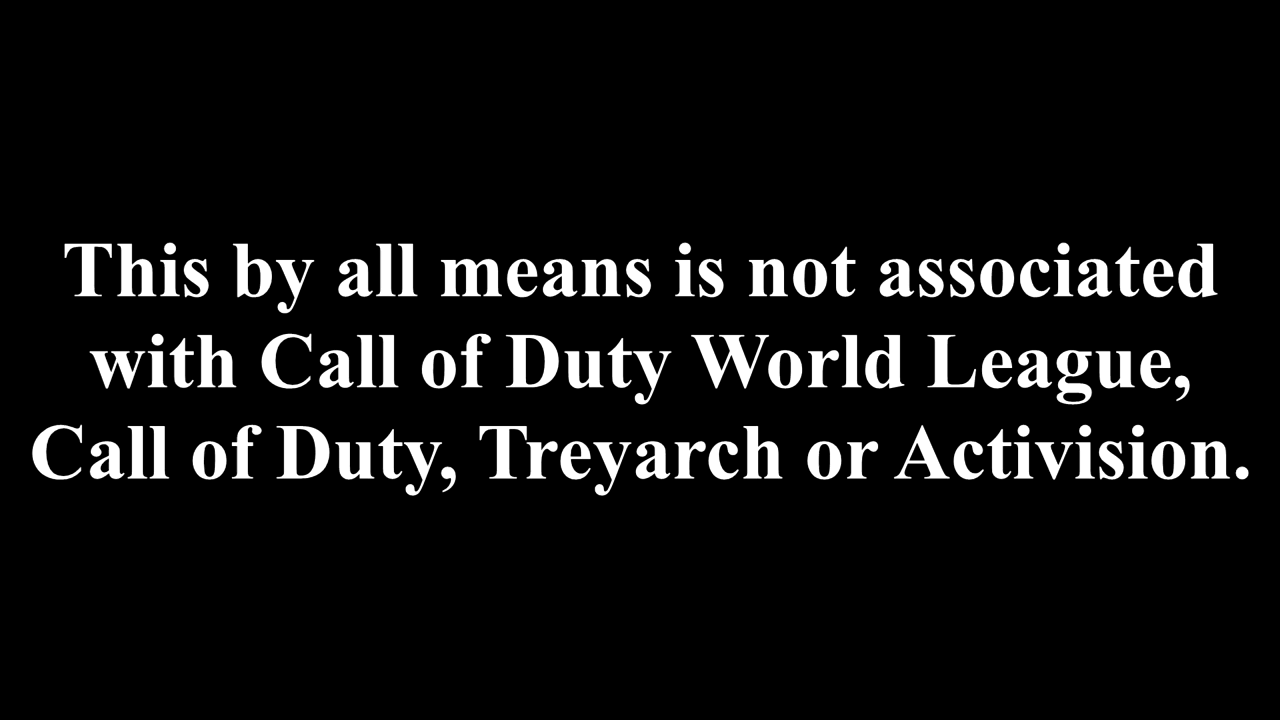 This by all means is not associated
with Call of Duty World League,
Call of Duty, Treyarch or Activision.